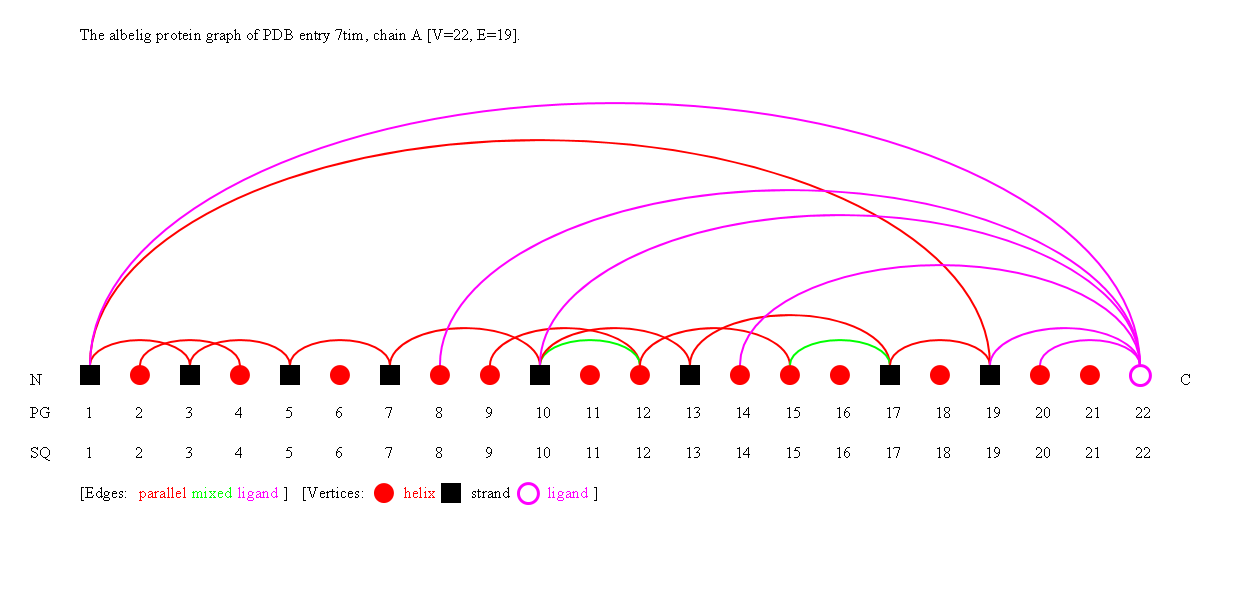 The albelig protein graph of PDB entry 7tim, chain A [V=22, E=19].
N C
PG 1 2 3 4 5 6 7 8 9 10 11 12 13 14 15 16 17 18 19 20 21 22
SQ 1 2 3 4 5 6 7 8 9 10 11 12 13 14 15 16 17 18 19 20 21 22
[Edges: parallel mixed ligand ] [Vertices: helix strand ligand ]